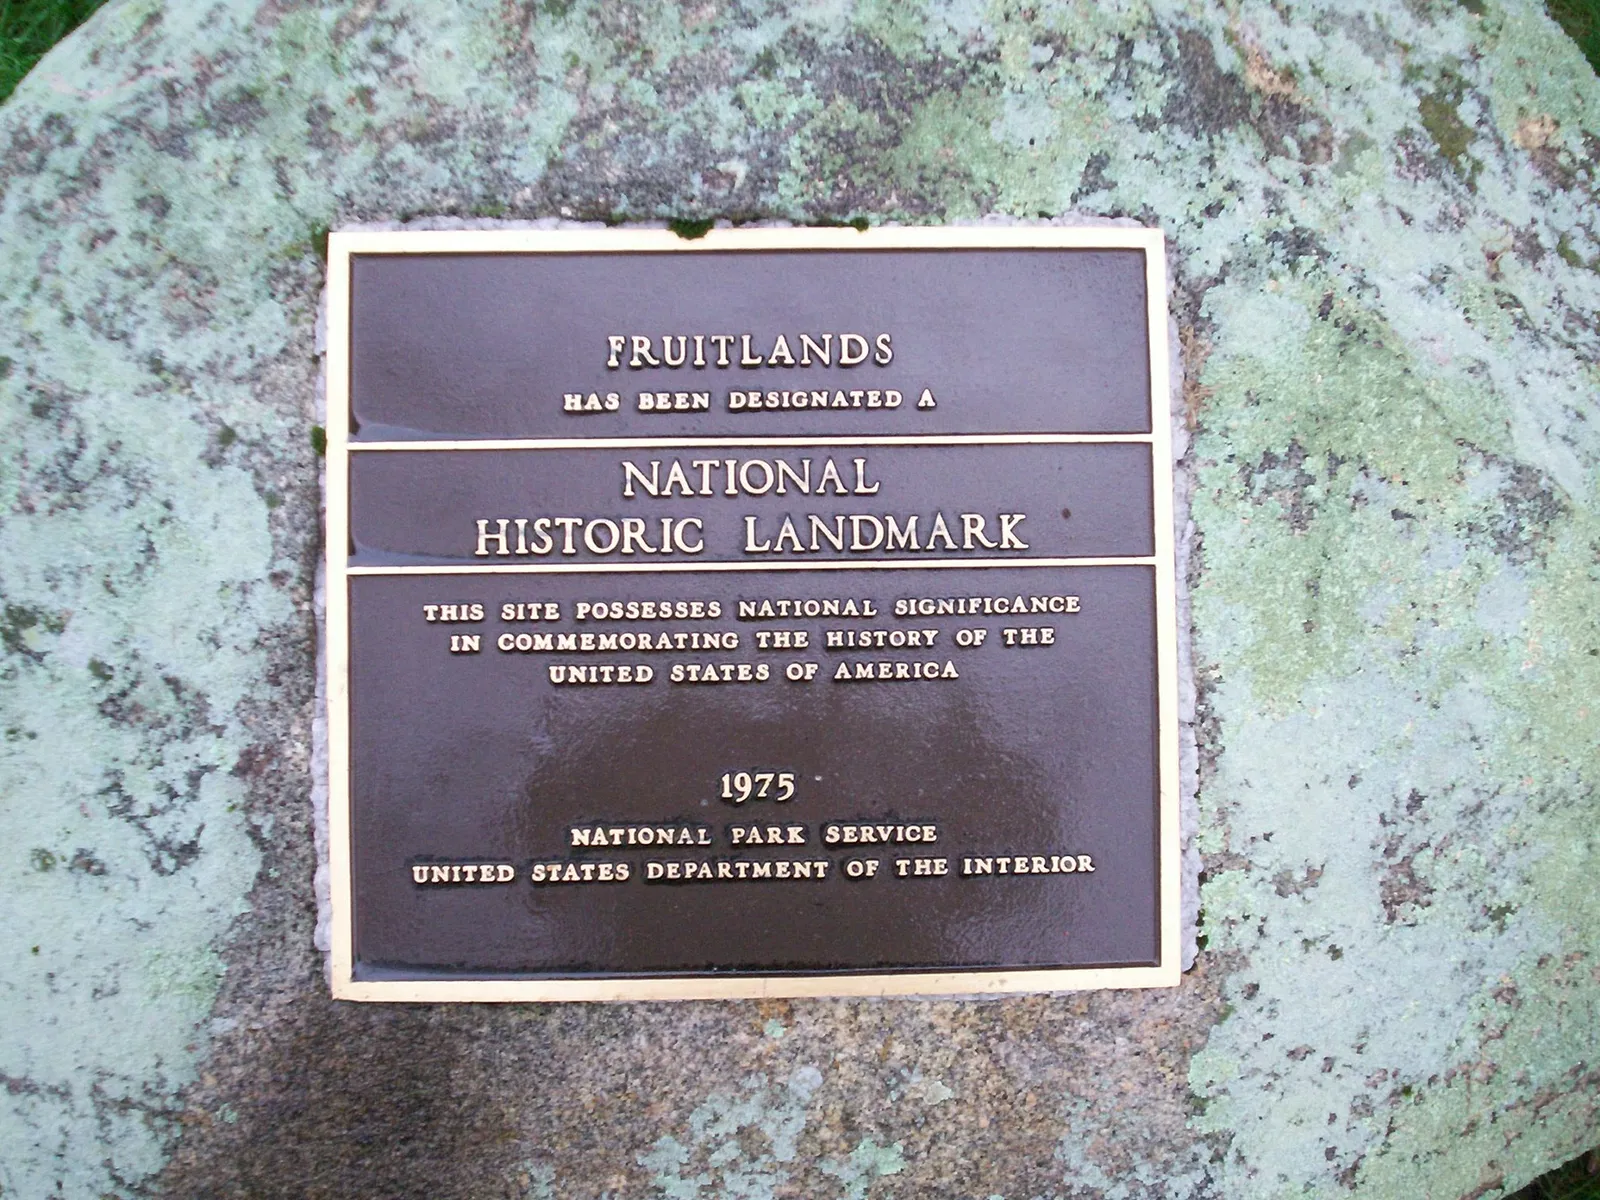 FRUITLANDS
HAS BEEN DESIGNATED A
NATIONAL
HISTORIC LANDMARK
THIS SITE POSSESSES NATIONAL SIGNIFICANCE
IN COMMEMORATING THE HISTORY OF THE
UNITED STATES OF AMERICA
1975
NATIONAL PARK SERVICE
UNITED STATES DEPARTMENT OF THE INTERIOR